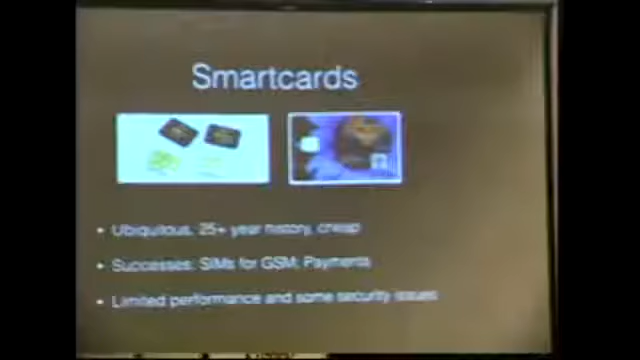 Smartcards
• Ubiquitous, 25+ year history, cheap
• Successes: SIMs for GSM; Payments
• Limited performance and some security issues